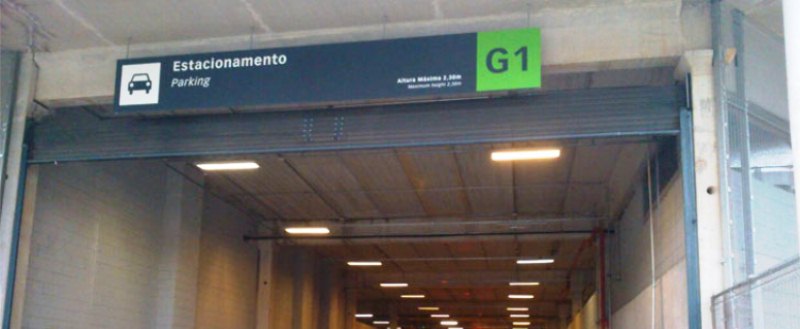 Estacionamento
Parking
Altura Máxima 2,30m
Maximum height 2,30m
G1